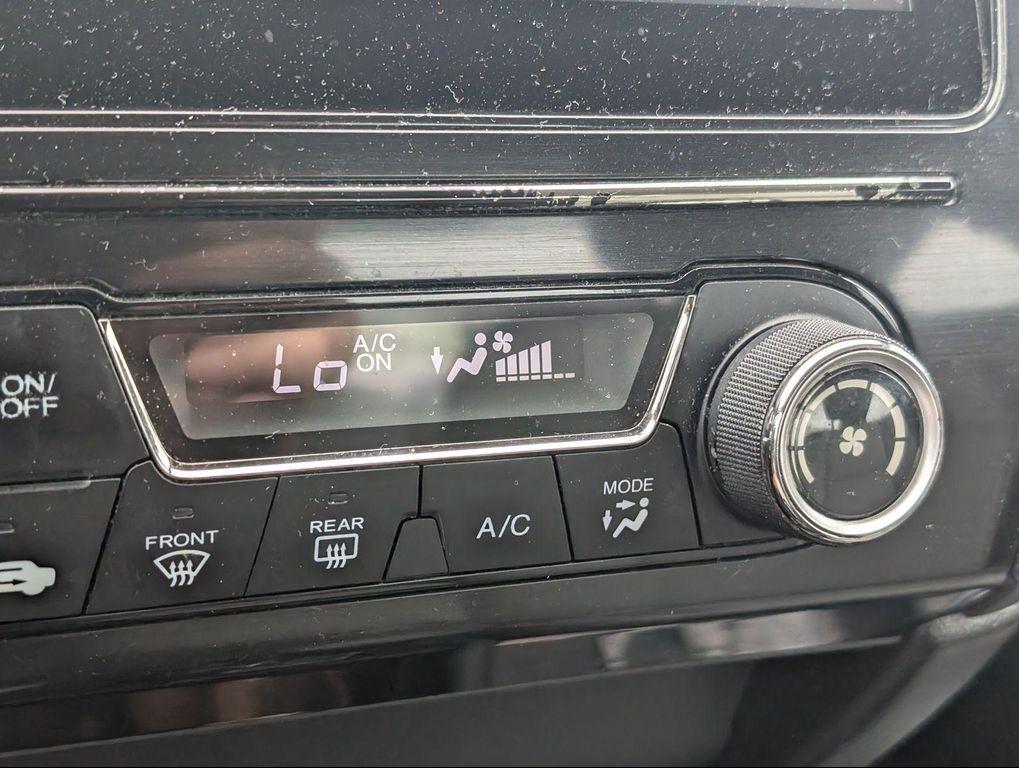 Lo
A/C
ON
ON/
OFF
FRONT
REAR
A/C
MODE